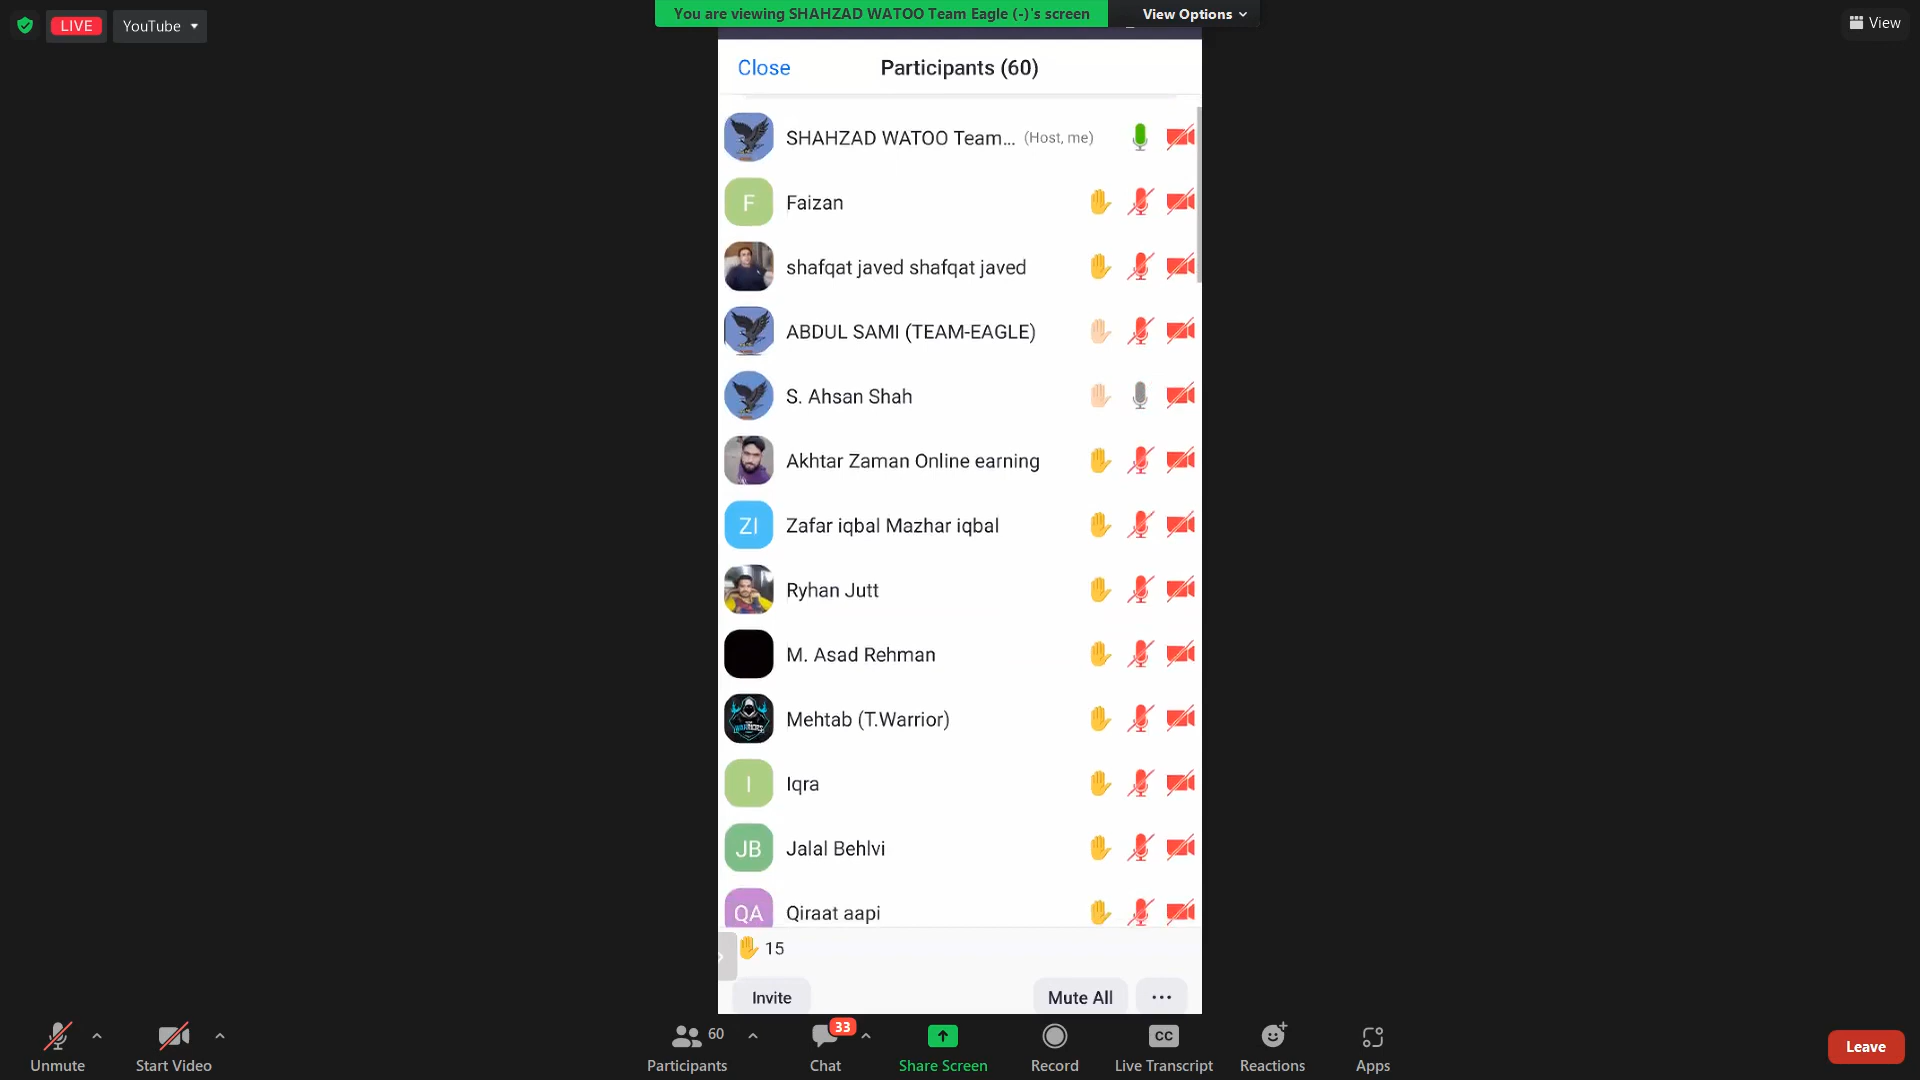 LIVE
YouTube
You are viewing SHAHZAD WATOO Team Eagle (-)'s screen
View Options
View
Close
Participants (60)
SHAHZAD WATOO Team... (Host, me)
F
Faizan
shafqat javed shafqat javed
ABDUL SAMI (TEAM-EAGLE)
S. Ahsan Shah
Akhtar Zaman Online earning
ZI
Zafar iqbal Mazhar iqbal
Ryhan Jutt
M. Asad Rehman
Mehtab (T.Warrior)
I
Iqra
JB
Jalal Behlvi
QA
Qiraat aapi
15
Invite
Mute All
...
Unmute
Start Video
60
Participants
33
Chat
Share Screen
Record
CC
Live Transcript
Reactions
Apps
Leave